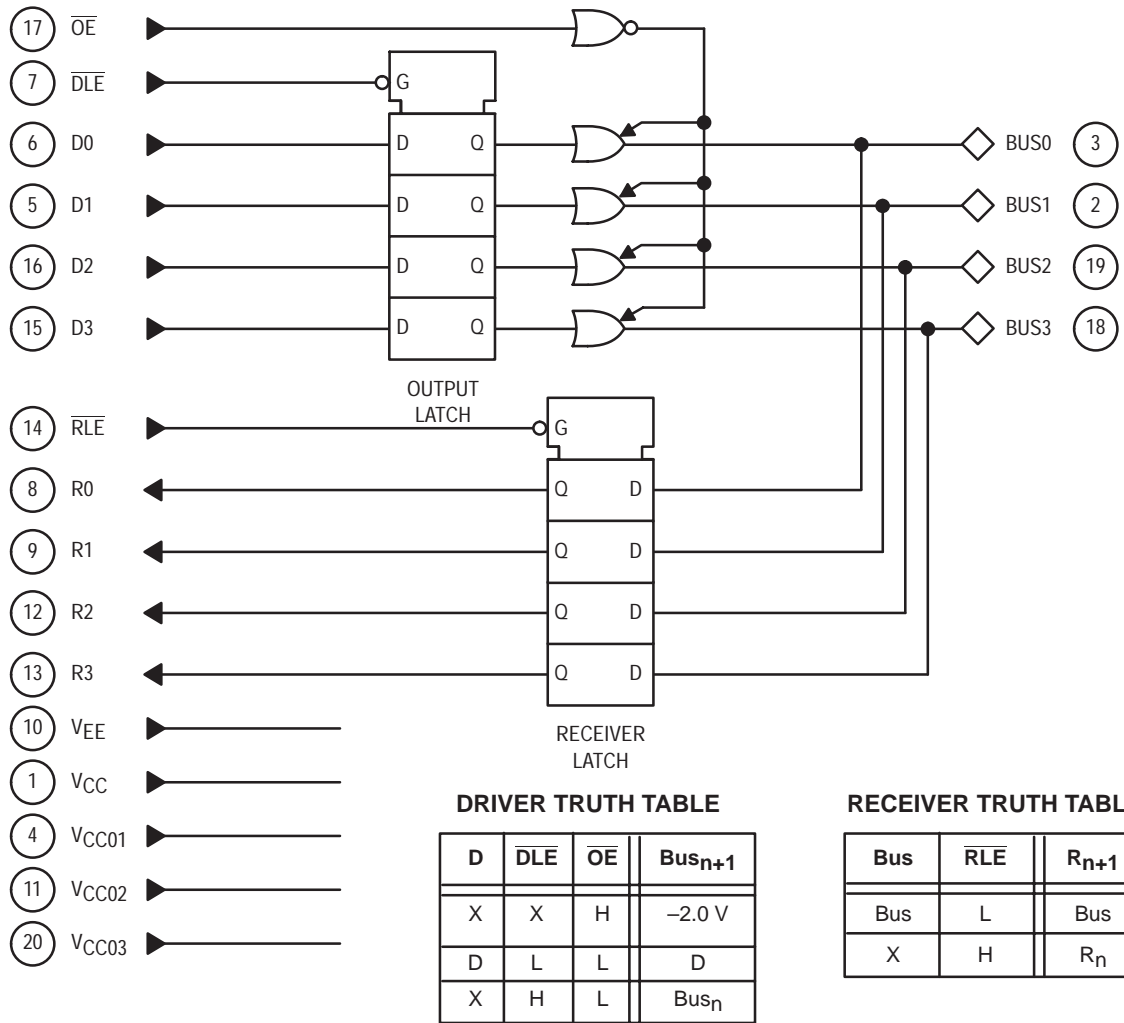 17 OE
7 DLE
G
6 D0 D Q BUS0 3
5 D1 D Q BUS1 2
16 D2 D Q BUS2 19
15 D3 D Q BUS3 18
OUTPUT
LATCH
14 RLE G
8 R0 Q D
9 R1 Q D
12 R2 Q D
13 R3 Q D
10 VEE
RECEIVER
LATCH
1 VCC
4 VCC01
11 VCC02
20 VCC03
DRIVER TRUTH TABLE
D DLE OE Busn+1
X X H –2.0 V
D L L D
X H L Busn
RECEIVER TRUTH TABL
Bus RLE Rn+1
Bus L Bus
X H Rn